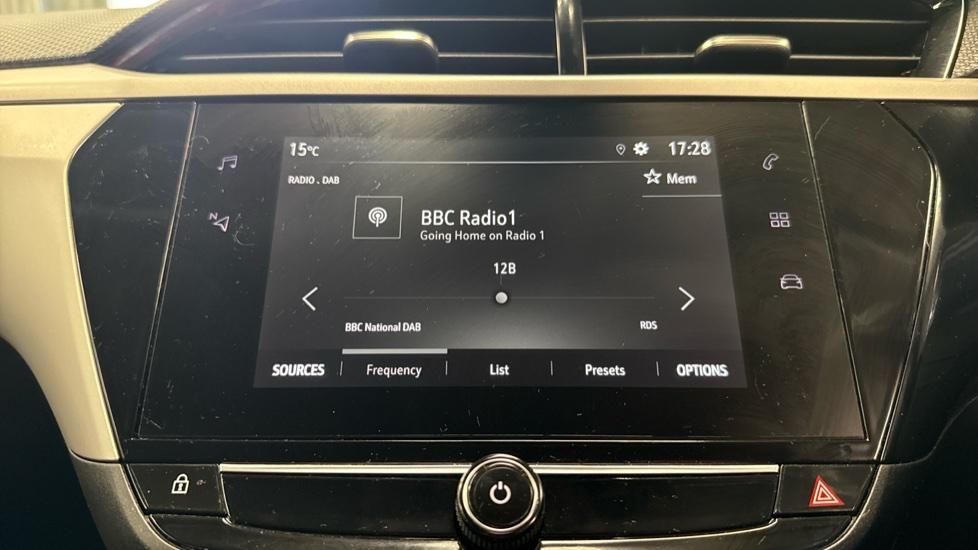 15°C 17:28
RADIO . DAB Mem
N
BBC Radio1
Going Home on Radio 1
12B
BBC National DAB RDS
SOURCES Frequency List Presets OPTIONS